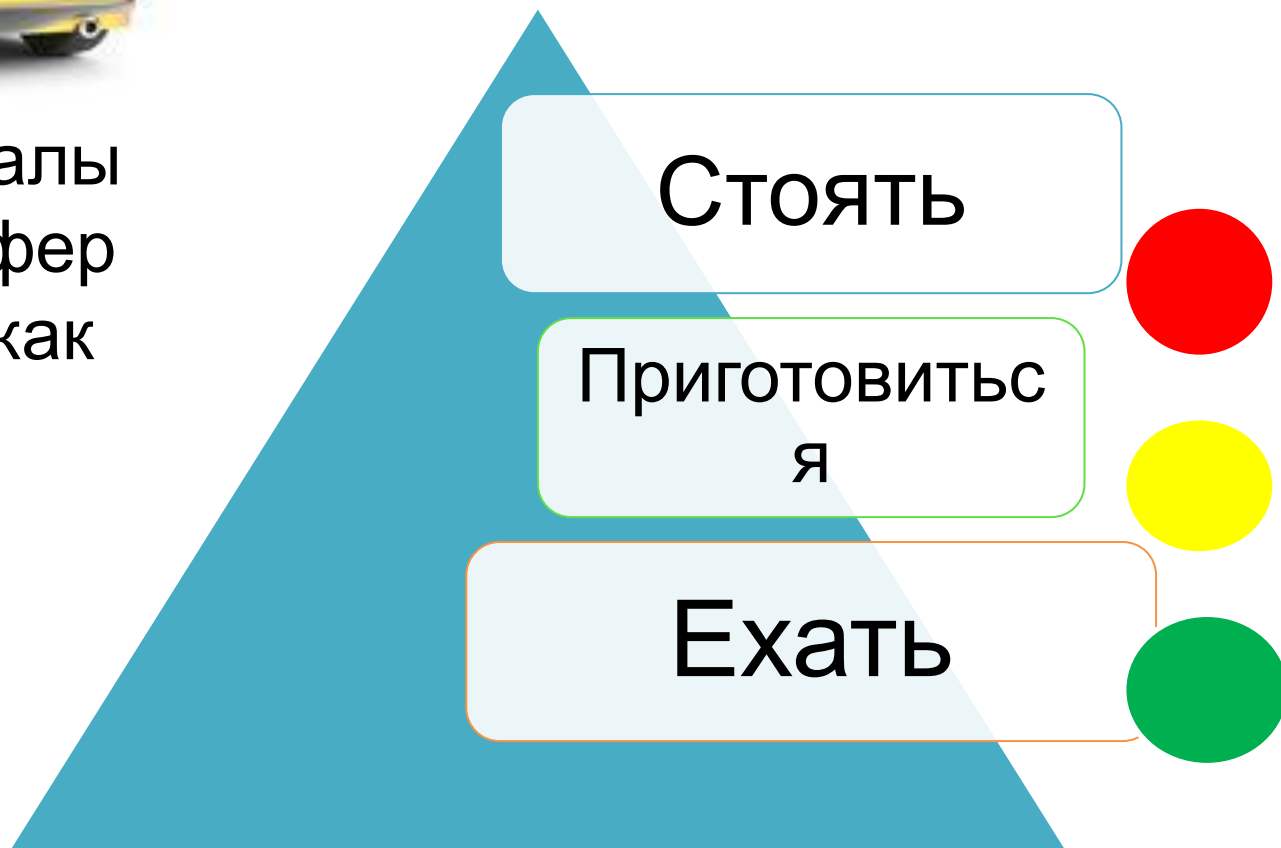 алы
фер
как
Стоять
Приготовитьс
я
Ехать